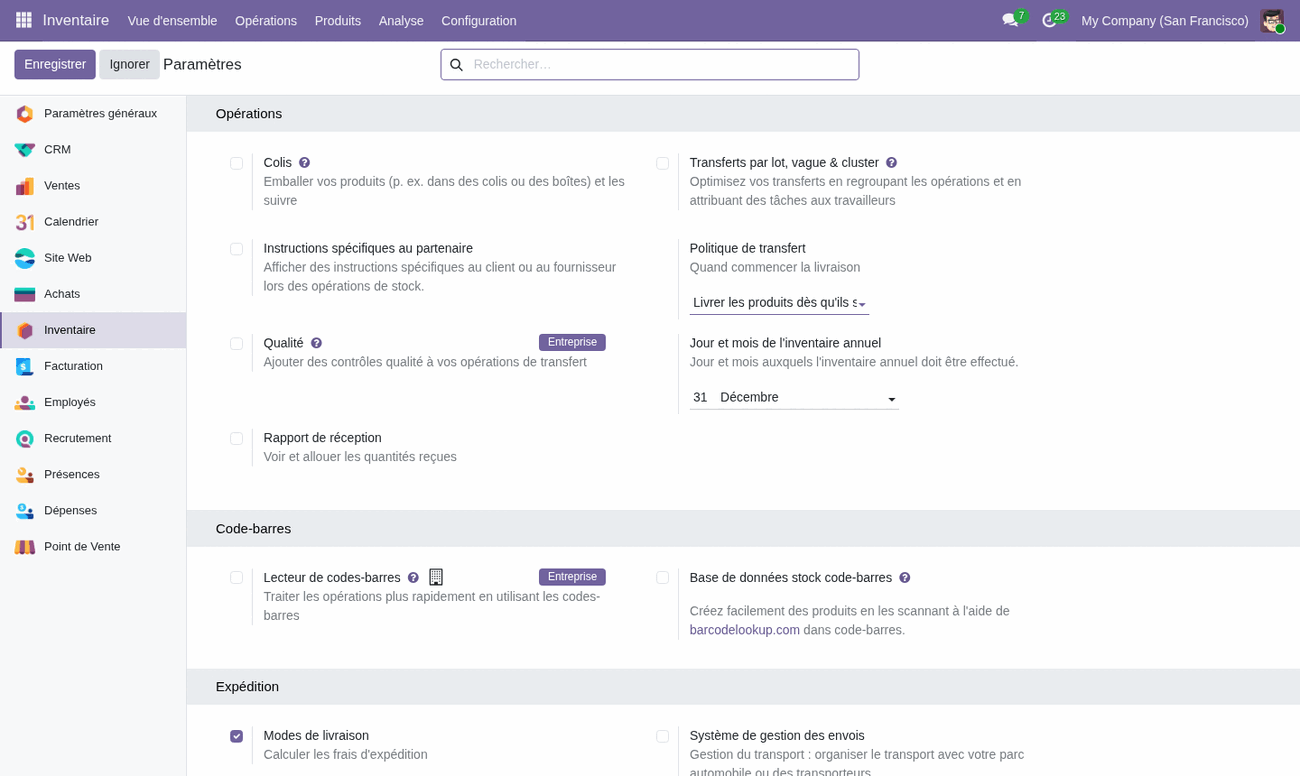 Inventaire Vue d'ensemble Opérations Produits Analyse Configuration 7 23 My Company (San Francisco)
Enregistrer Ignorer Paramètres Rechercher…
Paramètres généraux
CRM
Ventes
31 Calendrier
Site Web
Achats
Inventaire
Facturation
Employés
Recrutement
Présences
Dépenses
Point de Vente
Opérations
Colis ?
Emballer vos produits (p. ex. dans des colis ou des boîtes) et les
suivre
Transferts par lot, vague & cluster ?
Optimisez vos transferts en regroupant les opérations et en
attribuant des tâches aux travailleurs
Instructions spécifiques au partenaire
Afficher des instructions spécifiques au client ou au fournisseur
lors des opérations de stock.
Politique de transfert
Quand commencer la livraison
Livrer les produits dès qu'ils s
Qualité ? Entreprise
Ajouter des contrôles qualité à vos opérations de transfert
Jour et mois de l'inventaire annuel
Jour et mois auxquels l'inventaire annuel doit être effectué.
31 Décembre
Rapport de réception
Voir et allouer les quantités reçues
Code-barres
Lecteur de codes-barres ? Entreprise
Traiter les opérations plus rapidement en utilisant les codes-
barres
Base de données stock code-barres ?
Créez facilement des produits en les scannant à l'aide de
barcodelookup.com dans code-barres.
Expédition
Modes de livraison
Calculer les frais d'expédition
Système de gestion des envois
Gestion du transport : organiser le transport avec votre parc
automobile ou des transporteurs